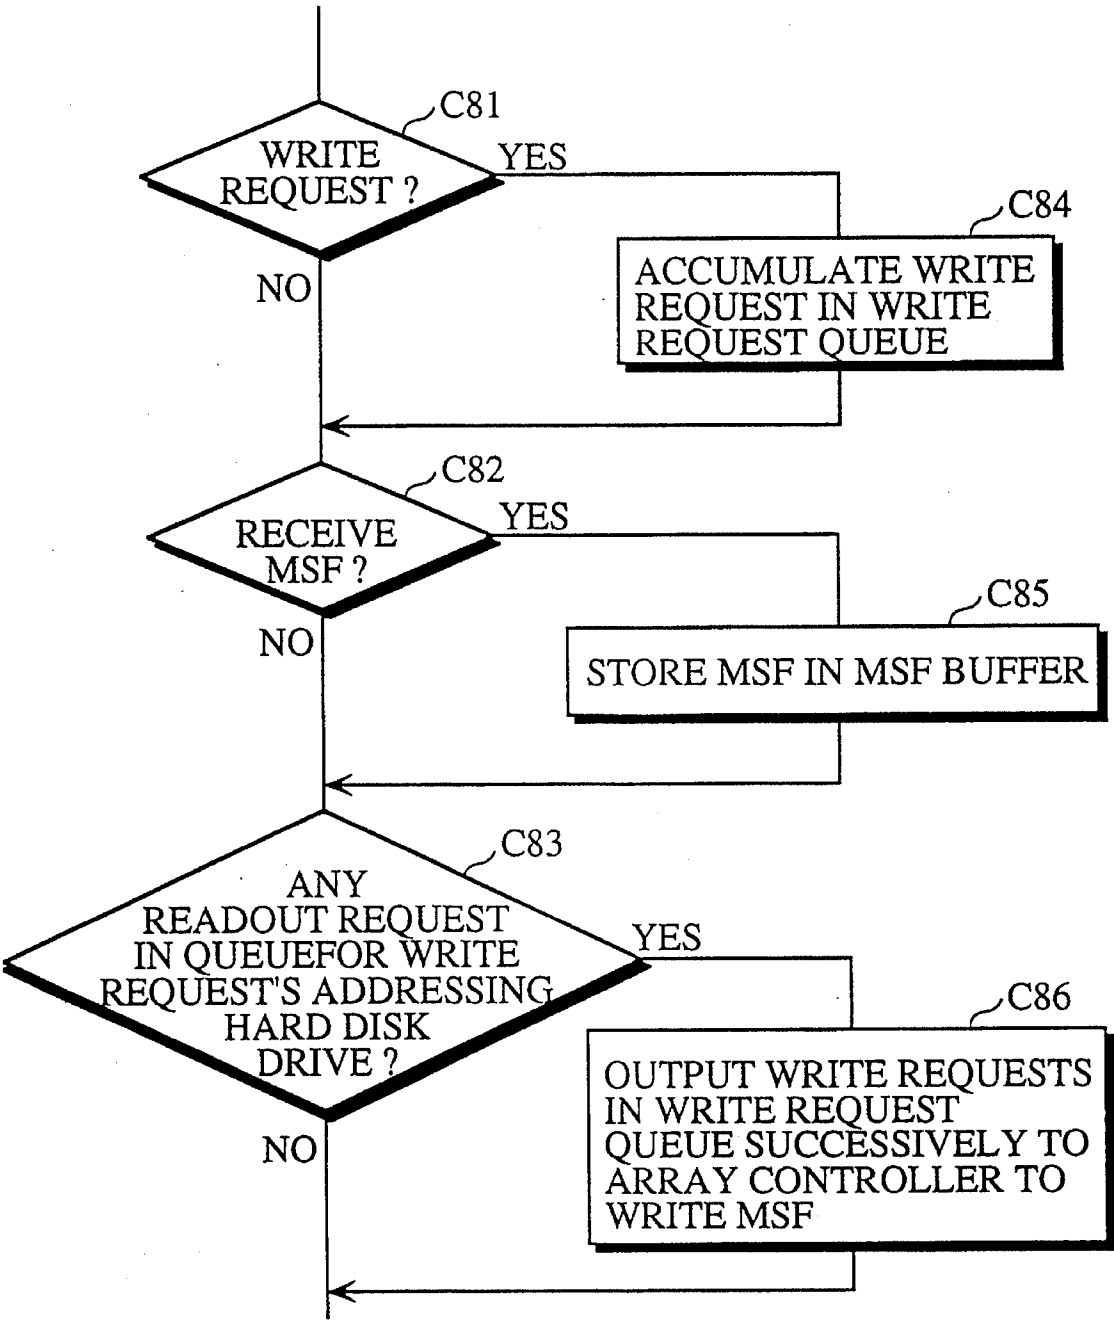 C81
WRITE
REQUEST ?
YES
NO
C84
ACCUMULATE WRITE
REQUEST IN WRITE
REQUEST QUEUE
C82
RECEIVE
MSF ?
YES
NO
C85
STORE MSF IN MSF BUFFER
C83
ANY
READOUT REQUEST
IN QUEUEFOR WRITE
REQUEST'S ADDRESSING
HARD DISK
DRIVE ?
YES
NO
C86
OUTPUT WRITE REQUESTS
IN WRITE REQUEST
QUEUE SUCCESSIVELY TO
ARRAY CONTROLLER TO
WRITE MSF